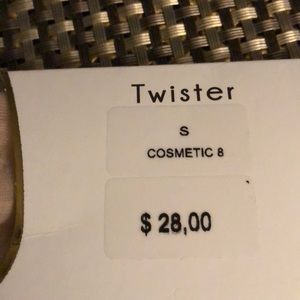 Twister
S
COSMETIC 8
$ 28,00